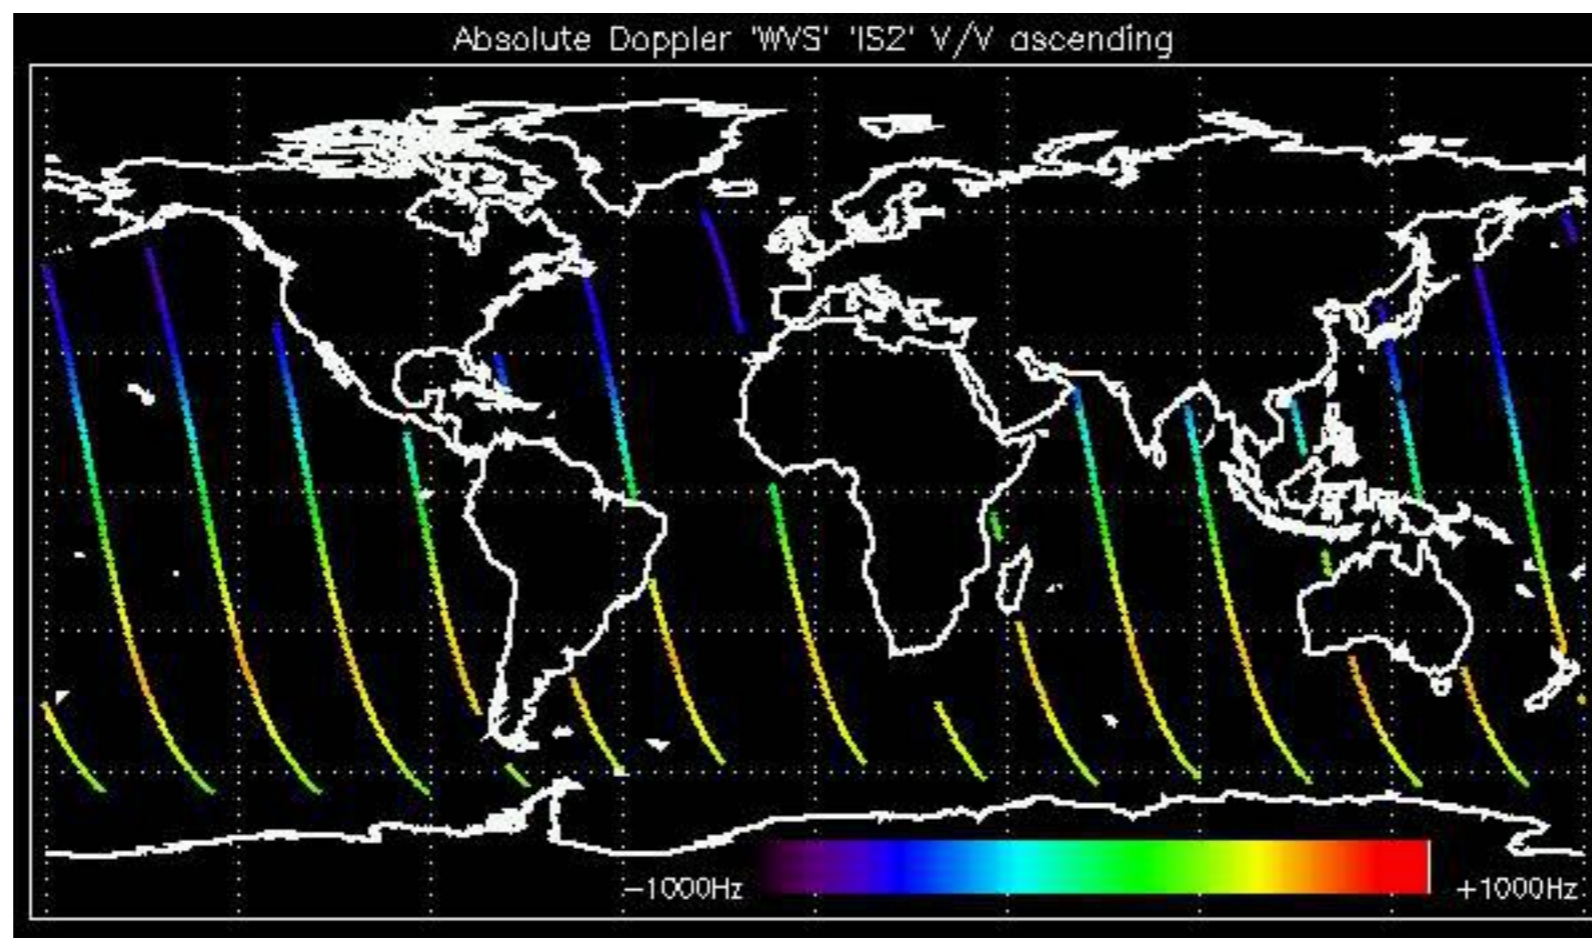 Absolute Doppler 'WVS' 'IS2' V/V ascending
−1000Hz
+1000Hz